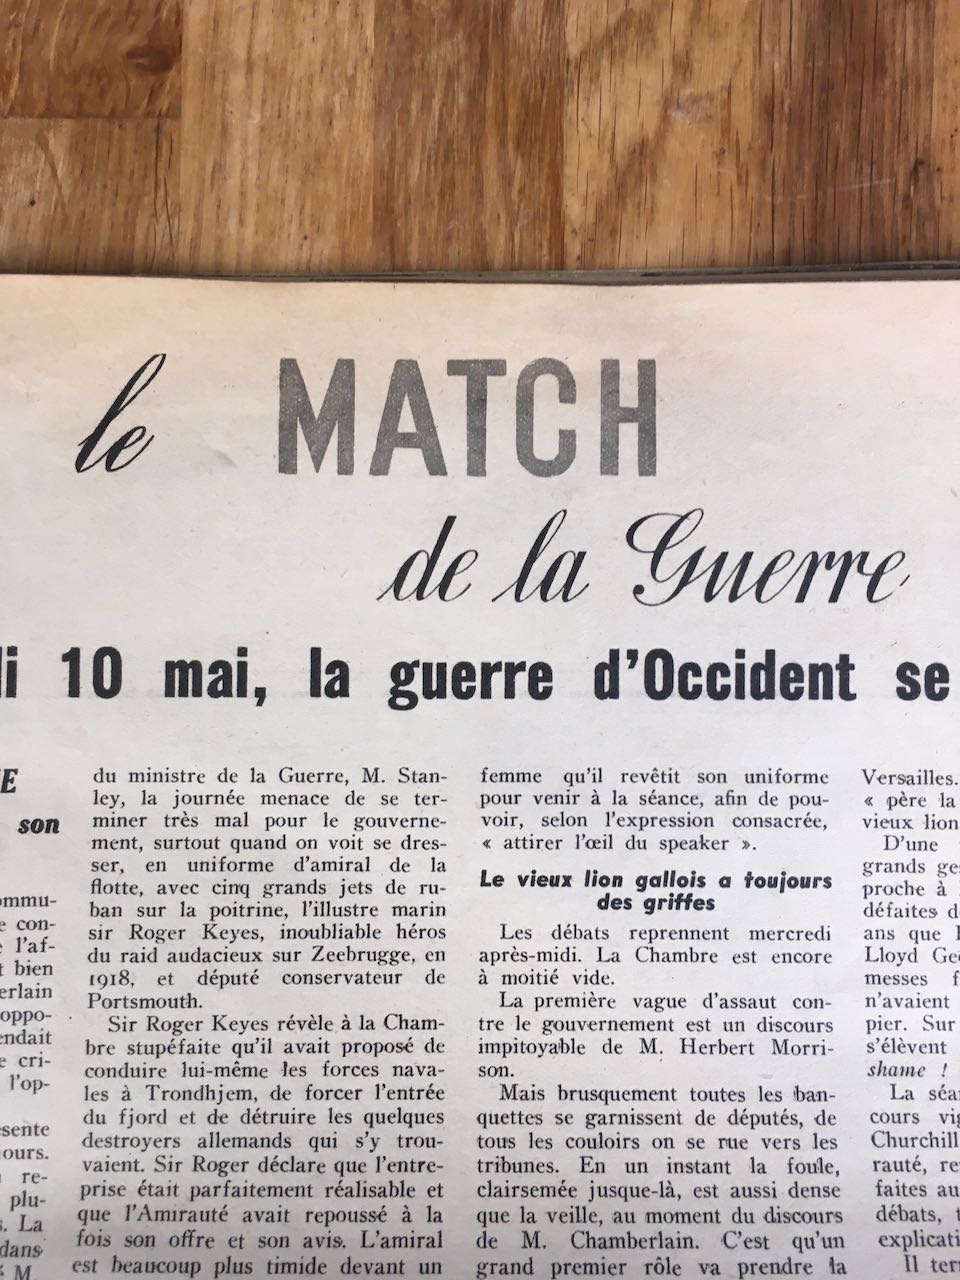 le MATCH
de la Guerre
10 mai, la guerre d'Occident se
son
bien
plu-
La
dans
M
du ministre de la Guerre, M. Stan-
ley, la journée menace de se ter-
miner très mal pour le gouverne-
ment, surtout quand on voit se dres-
ser, en uniforme d'amiral de la
flotte, avec cinq grands jets de ru-
ban sur la poitrine, l'illustre marin
sir Roger Keyes, inoubliable héros
du raid audacieux sur Zeebrugge, en
1918, et député conservateur de
Portsmouth.
Sir Roger Keyes révèle à la Cham-
bre stupéfaite qu'il avait proposé de
conduire lui-même les forces nava-
les à Trondhjem, de forcer l'entrée
du fjord et de détruire les quelques
destroyers allemands qui s'y trou-
vaient. Sir Roger déclare que l'entre-
prise était parfaitement réalisable et
que l'Amirauté avait repoussé à la
fois son offre et son avis. L'amiral
est beaucoup plus timide devant un
femme qu'il revêtit son uniforme
pour venir à la séance, afin de pou-
voir, selon l'expression consacrée,
« attirer l'œil du speaker ».
Le vieux lion gallois a toujours
des griffes
Les débats reprennent mercredi
après-midi. La Chambre est encore
à moitié vide.
La première vague d'assaut con-
tre le gouvernement est un discours
impitoyable de M. Herbert Morri-
son.
Mais brusquement toutes les ban-
quettes se garnissent de députés, de
tous les couloirs on se rue vers les
tribunes. En un instant la foule,
clairsemée jusque-là, est aussi dense
que la veille, au moment du discours
de M. Chamberlain. C'est qu'un
grand premier rôle va prendre la
Versailles.
« père la
vieux lion
D'une
grands
proche à
défaites
ans que
Lloyd
messes
n'avaient
pier. Sur
s'élèvent
shame !
La
cours
Churchill
rauté,
faites au
débats,
Il